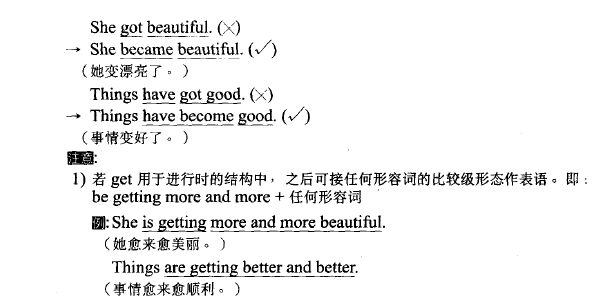 She got beautiful. (×)
→ She became beautiful. (✓)
(她变漂亮了。)
Things have got good. (×)
→ Things have become good. (✓)
(事情变好了。)
注意:
1) 若 get 用于进行时的结构中，之后可接任何形容词的比较级形态作表语。即:
be getting more and more + 任何形容词
例: She is getting more and more beautiful.
(她愈来愈美丽。)
Things are getting better and better.
(事情愈来愈顺利。)